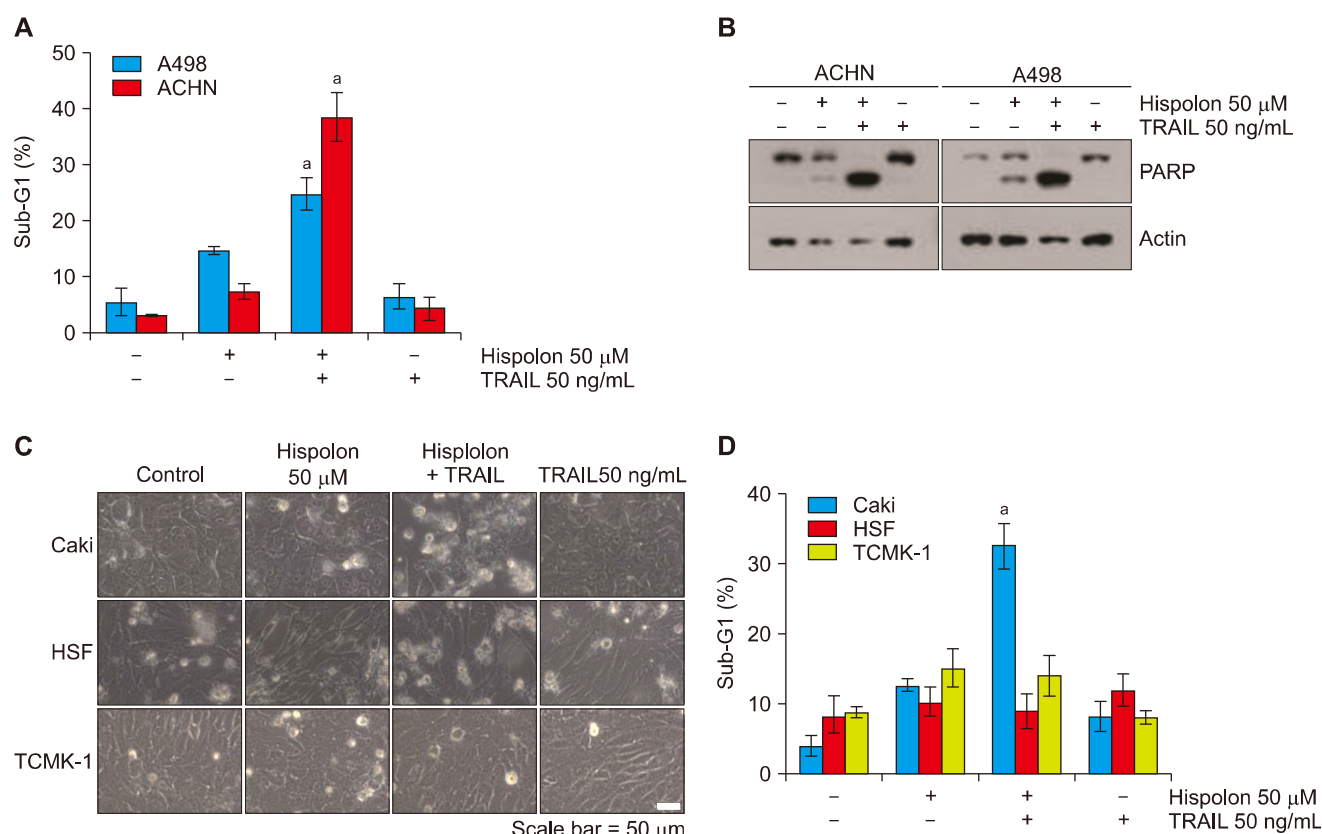 A
50
40
30
20
10
0
Sub-G1 (%)
A498
ACHN
a
a
– + + – Hispolon 50 μM
– – + + TRAIL 50 ng/mL
B
ACHN A498
– + + – – + + – Hispolon 50 μM
– – + + – – + + TRAIL 50 ng/mL
PARP
Actin
C
Control
Hispolon
50 μM
Hisplolon
+ TRAIL
TRAIL50 ng/mL
Caki
HSF
TCMK-1
Scale bar = 50 μm
D
40
30
20
10
0
Sub-G1 (%)
Caki
HSF
TCMK-1
a
– + + – Hispolon 50 μM
– – + + TRAIL 50 ng/mL